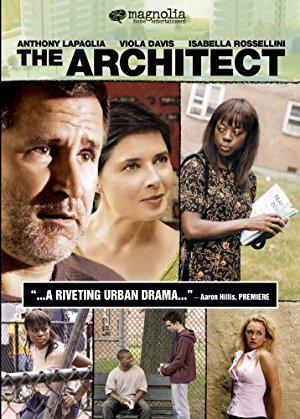 magnolia
home entertainment
ANTHONY LAPAGLIA VIOLA DAVIS ISABELLA ROSSELLINI
THE ARCHITECT
"...A RIVETING URBAN DRAMA..." – Aaron Hillis, PREMIERE